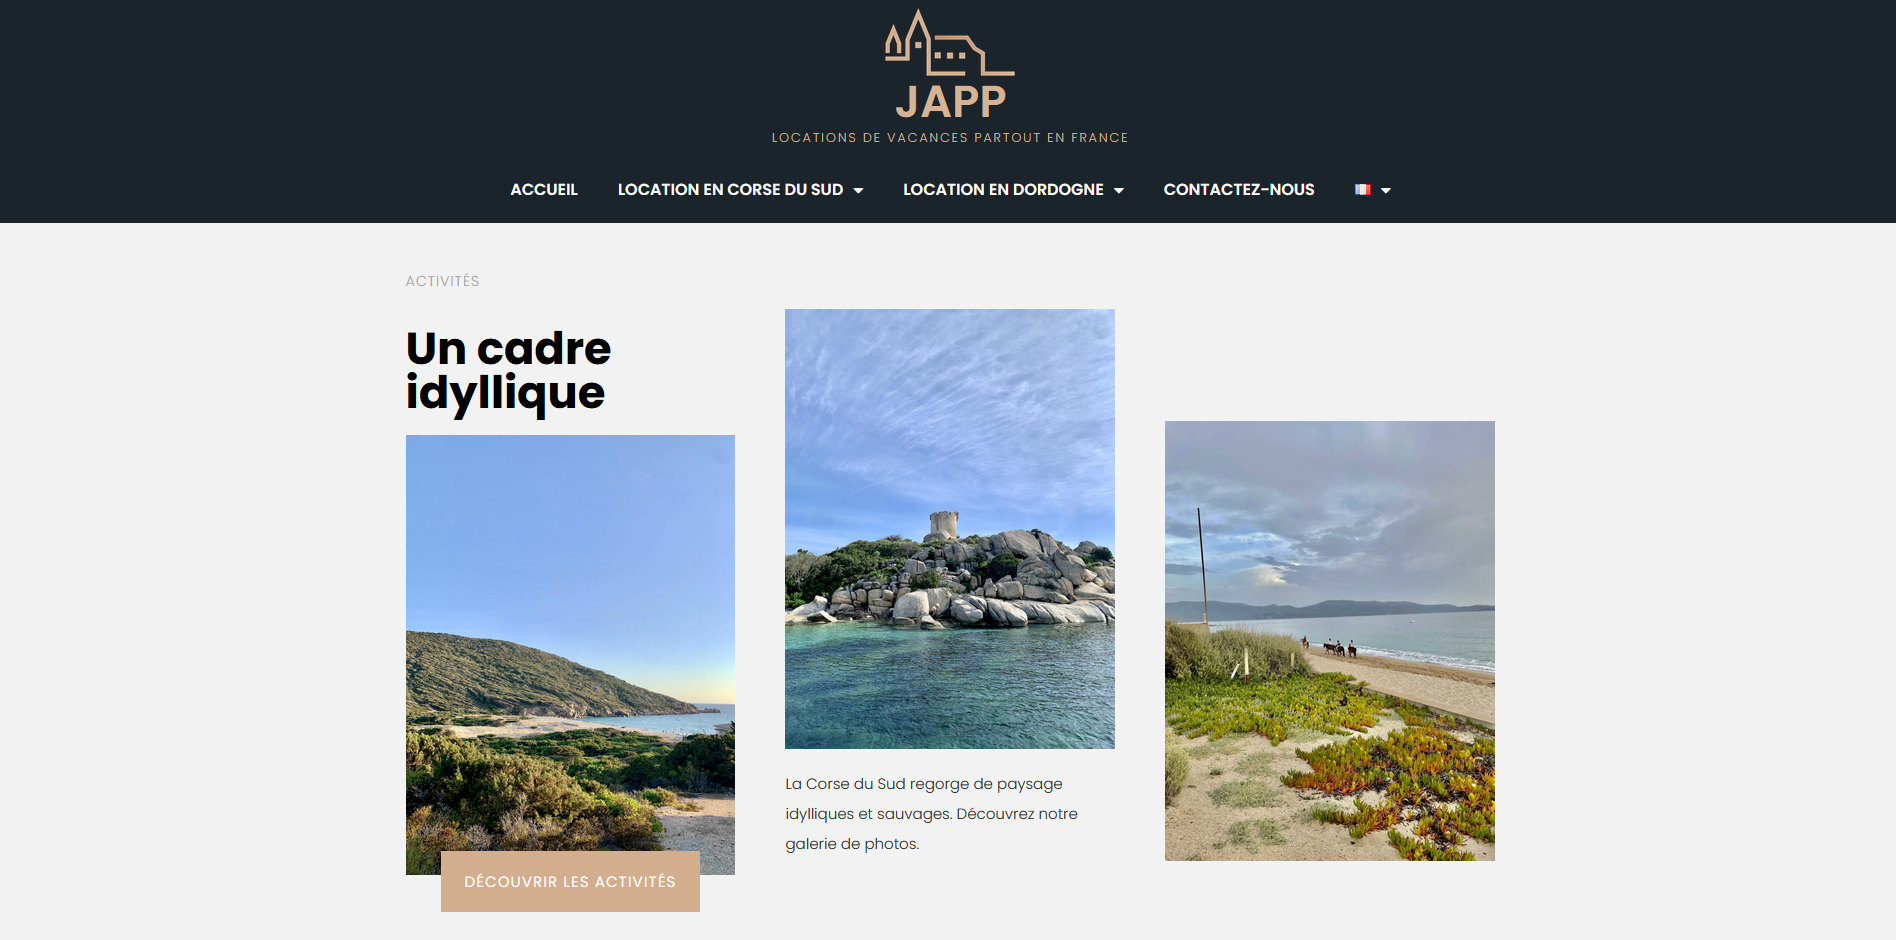 JAPP
LOCATIONS DE VACANCES PARTOUT EN FRANCE
ACCUEIL
LOCATION EN CORSE DU SUD
LOCATION EN DORDOGNE
CONTACTEZ-NOUS
ACTIVITÉS
Un cadre
idyllique
DÉCOUVRIR LES ACTIVITÉS
La Corse du Sud regorge de paysage
idylliques et sauvages. Découvrez notre
galerie de photos.